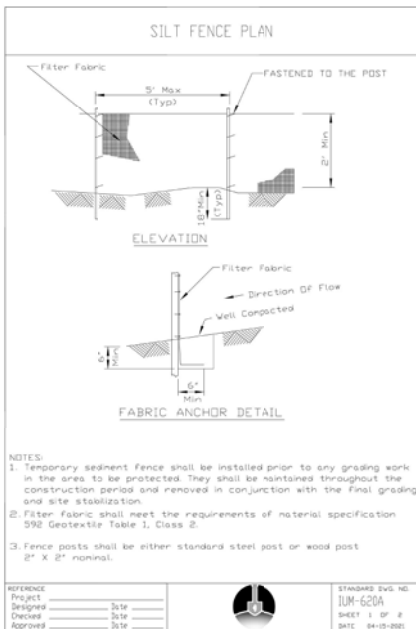 SILT FENCE PLAN
Filter Fabric
FASTENED TO THE POST
5' Max
(Typ)
2' Min
18"Min
(Typ)
ELEVATION
Filter Fabric
Direction Of Flow
Well Compacted
6"
Min
6"
Min
FABRIC ANCHOR DETAIL
NOTES:
1. Temporary sediment fence shall be installed prior to any grading work
in the area to be protected. They shall be maintained throughout the
construction period and removed in conjunction with the final grading
and site stabilization.
2. Filter fabric shall meet the requirements of material specification
592 Geotextile Table 1, Class 2.
3. Fence posts shall be either standard steel post or wood post
2" X 2" nominal.
REFERENCE
Project
Designed Date
Checked Date
Approved Date
STANDARD DWG. NO.
IUM-620A
SHEET 1 OF 2
DATE 04-15-2021